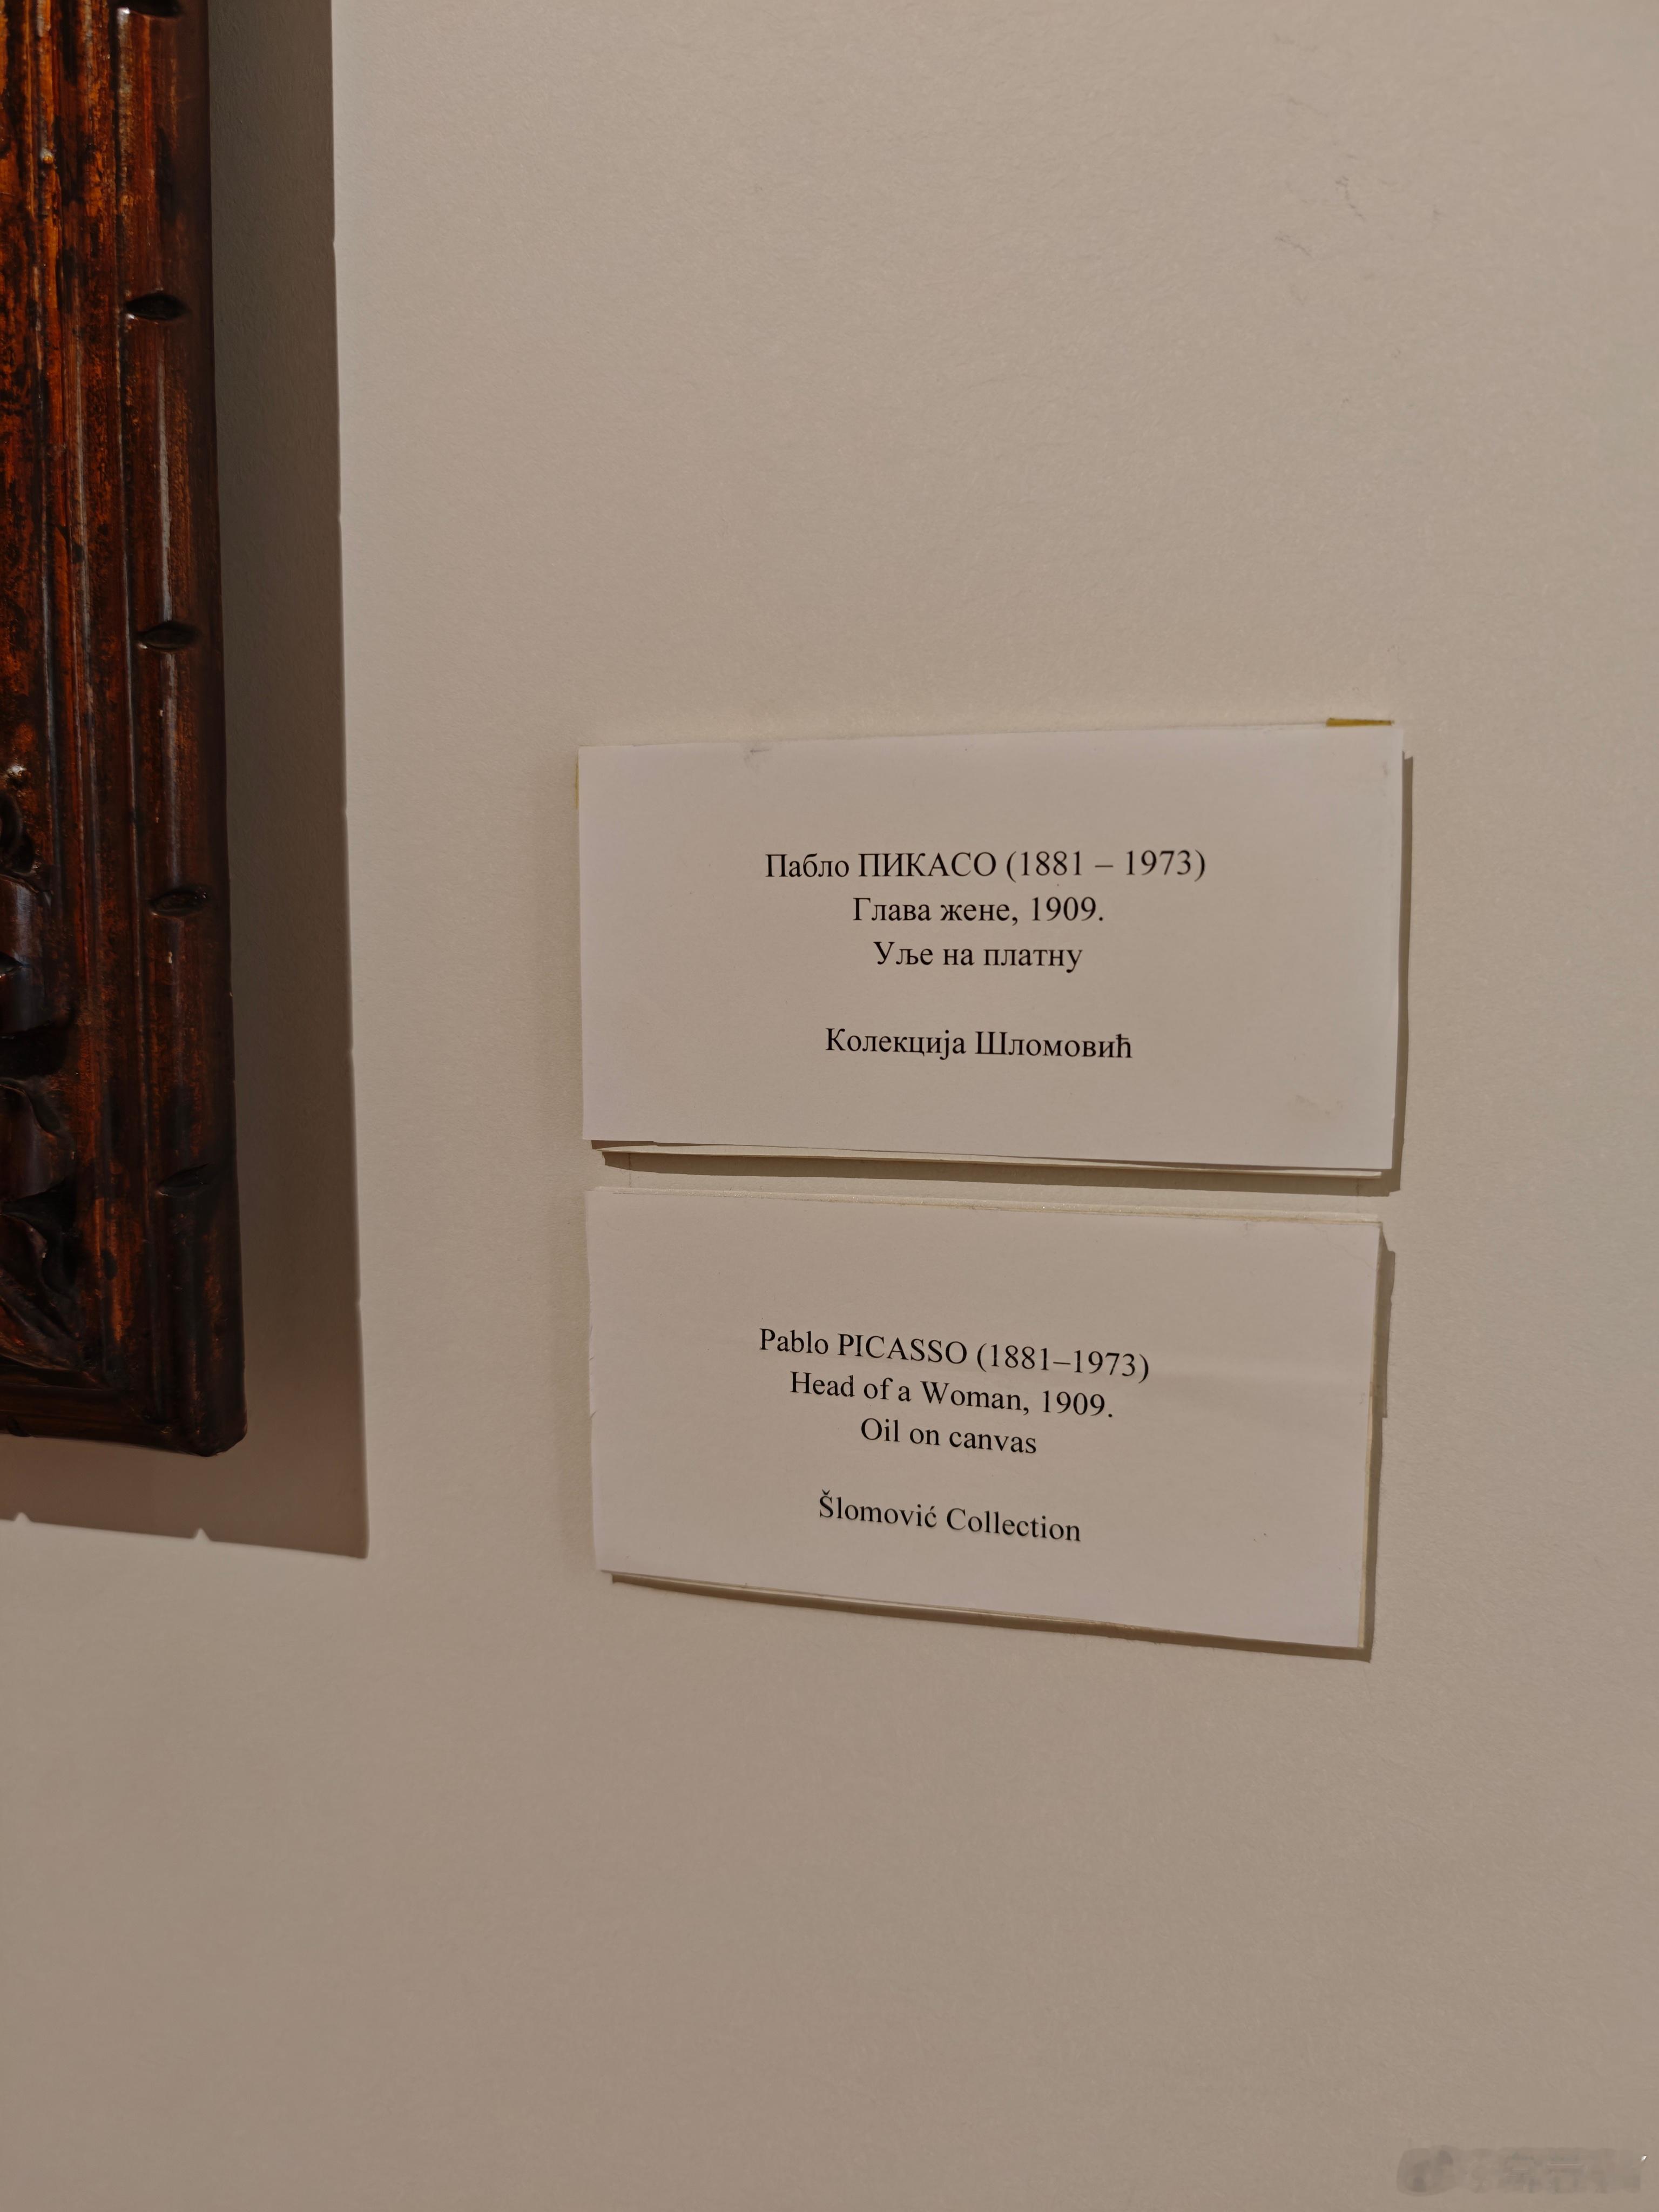 Пабло ПИКАСО (1881 – 1973)
Глава жене, 1909.
Уље на платну
Колекција Шломовић
Pablo PICASSO (1881–1973)
Head of a Woman, 1909.
Oil on canvas
Šlomović Collection